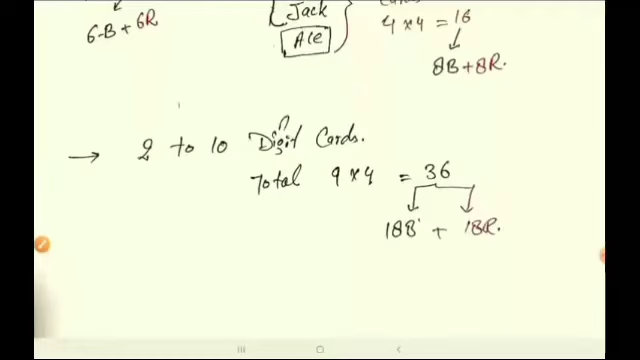 6-B + 6R
Jack
Ace
4 x 4 = 16
8B + 8R.
→ 2 to 10 Digit Cards.
Total 9 x 4 = 36
18B + 18R.